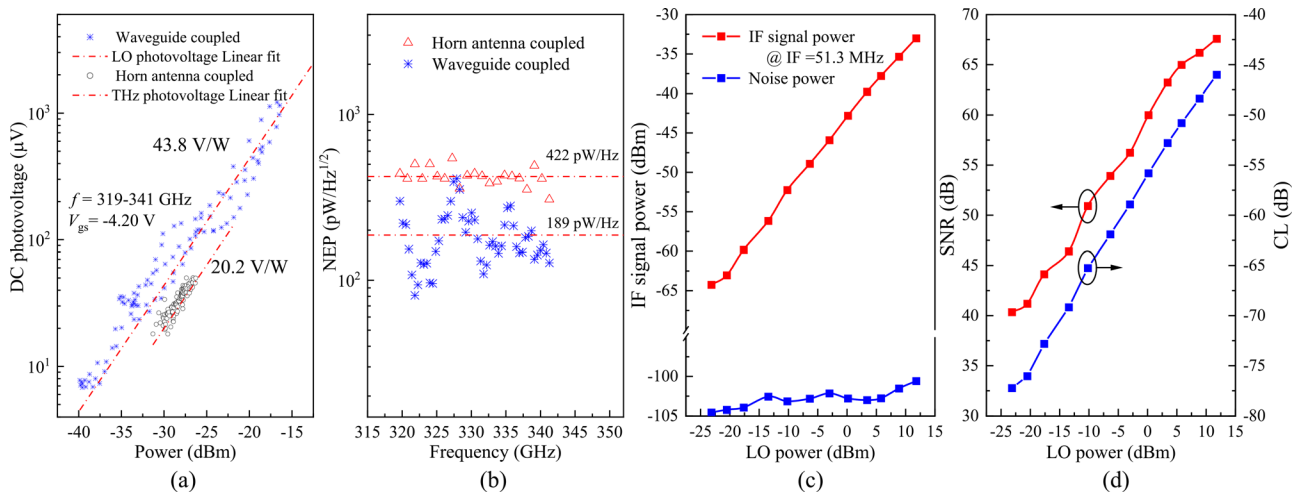 Waveguide coupled
LO photovoltage Linear fit
Horn antenna coupled
THz photovoltage Linear fit
43.8 V/W
f = 319-341 GHz
Vgs= -4.20 V
20.2 V/W
DC photovoltage (µV)
10³
10²
10¹
-40 -35 -30 -25 -20 -15
Power (dBm)
(a)
Horn antenna coupled
Waveguide coupled
422 pW/Hz
189 pW/Hz
NEP (pW/Hz^1/2)
10³
10²
315 320 325 330 335 340 345 350
Frequency (GHz)
(b)
IF signal power
@ IF =51.3 MHz
Noise power
IF signal power (dBm)
-30
-35
-40
-45
-50
-55
-60
-65
-100
-105
-25 -20 -15 -10 -5 0 5 10 15
LO power (dBm)
(c)
SNR (dB)
70
65
60
55
50
45
40
35
30
-25 -20 -15 -10 -5 0 5 10 15
LO power (dBm)
CL (dB)
-40
-50
-60
-70
-80
(d)